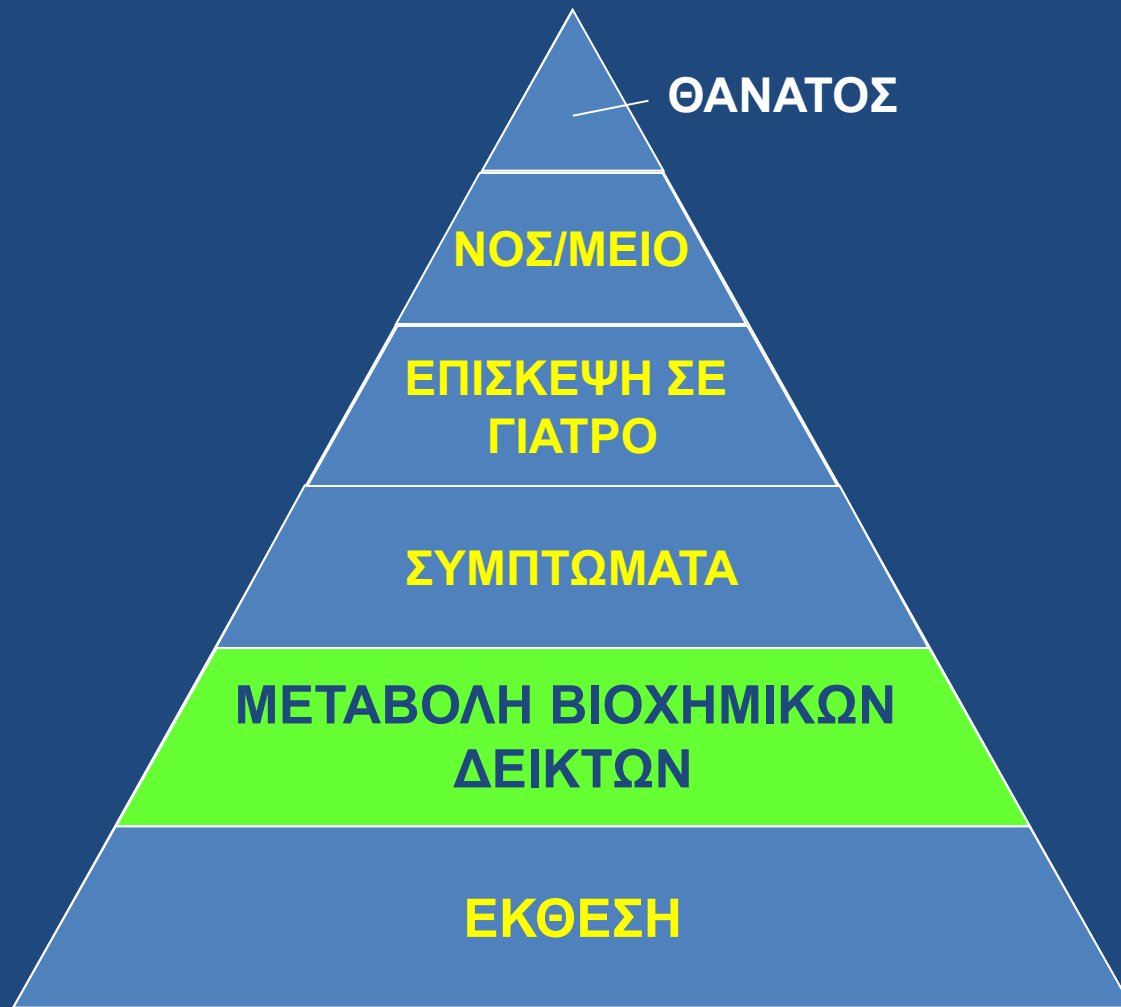 ΘΑΝΑΤΟΣ
ΝΟΣ/ΜΕΙΟ
ΕΠΙΣΚΕΨΗ ΣΕ
ΓΙΑΤΡΟ
ΣΥΜΠΤΩΜΑΤΑ
ΜΕΤΑΒΟΛΗ ΒΙΟΧΗΜΙΚΩΝ
ΔΕΙΚΤΩΝ
ΕΚΘΕΣΗ